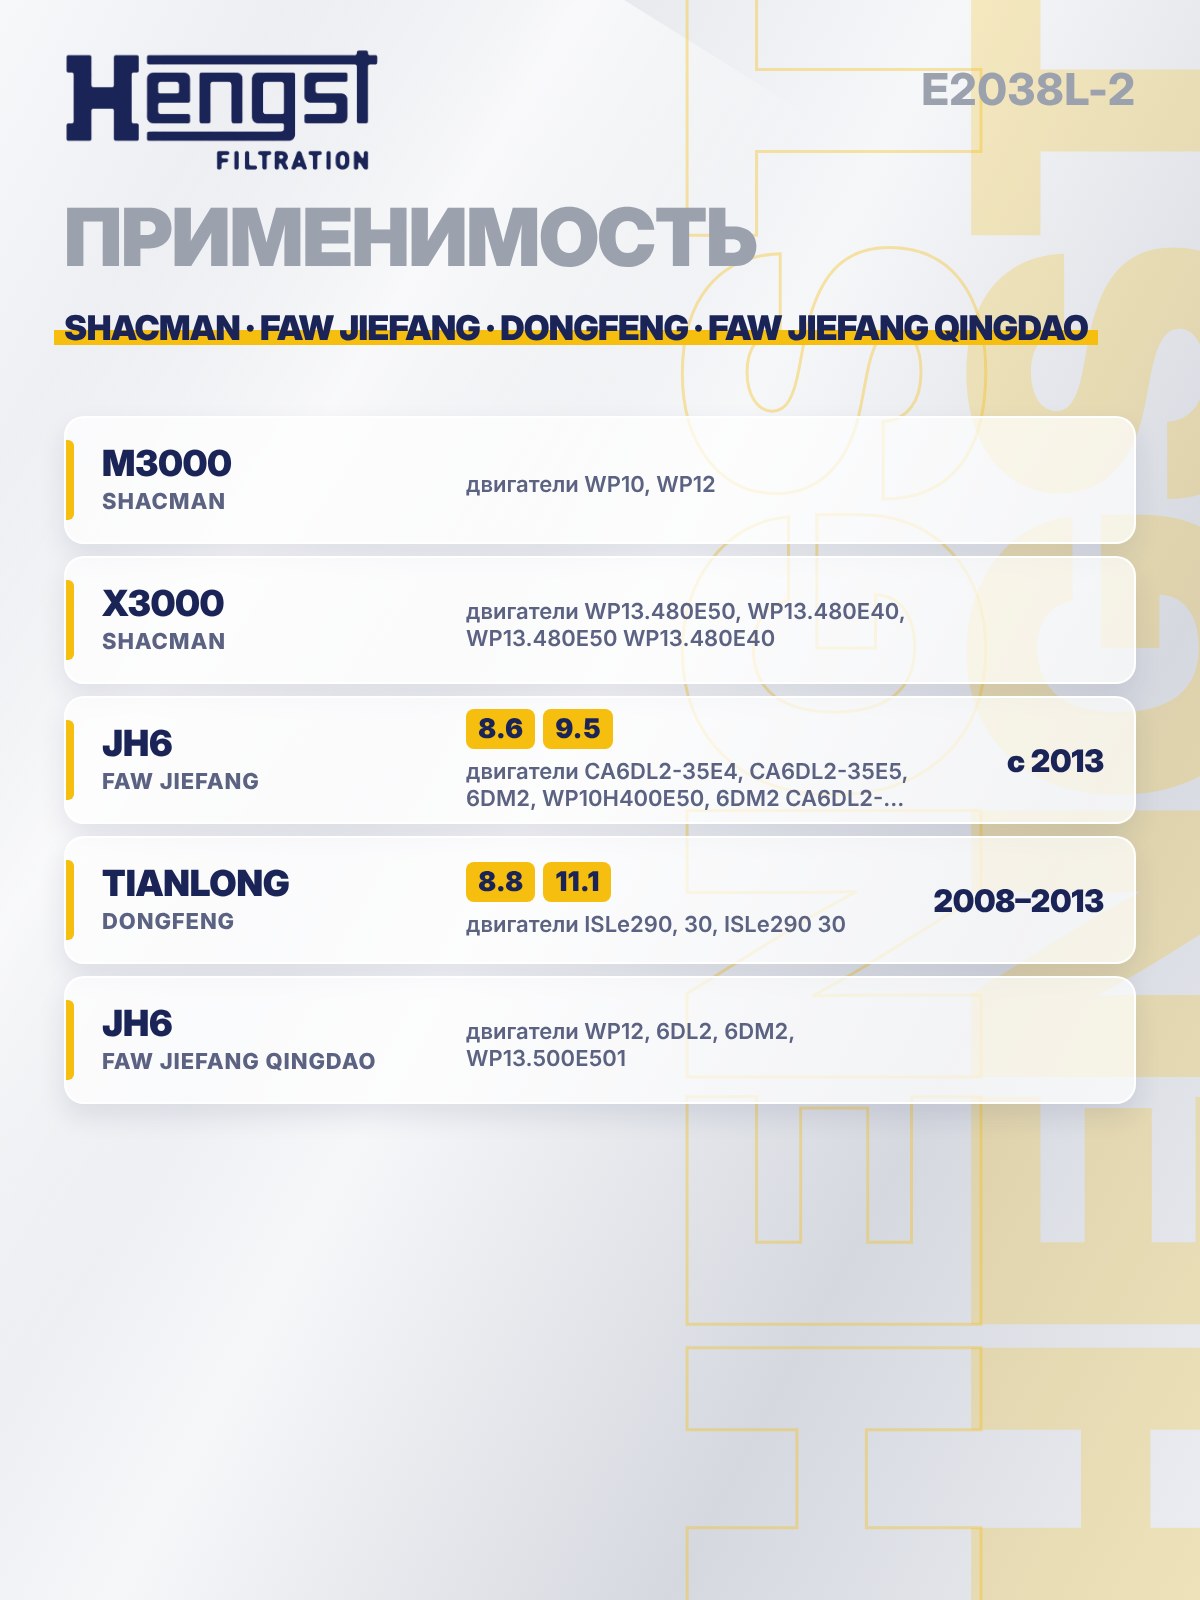 Hengst
FILTRATION
E2038L-2
ПРИМЕНИМОСТЬ
SHACMAN · FAW JIEFANG · DONGFENG · FAW JIEFANG QINGDAO
M3000
SHACMAN
двигатели WP10, WP12
X3000
SHACMAN
двигатели WP13.480E50, WP13.480E40,
WP13.480E50 WP13.480E40
JH6
FAW JIEFANG
8.6 9.5
двигатели CA6DL2-35E4, CA6DL2-35E5,
6DM2, WP10H400E50, 6DM2 CA6DL2-...
с 2013
TIANLONG
DONGFENG
8.8 11.1
двигатели ISLe290, 30, ISLe290 30
2008–2013
JH6
FAW JIEFANG QINGDAO
двигатели WP12, 6DL2, 6DM2,
WP13.500E501
HENGST
HENGST